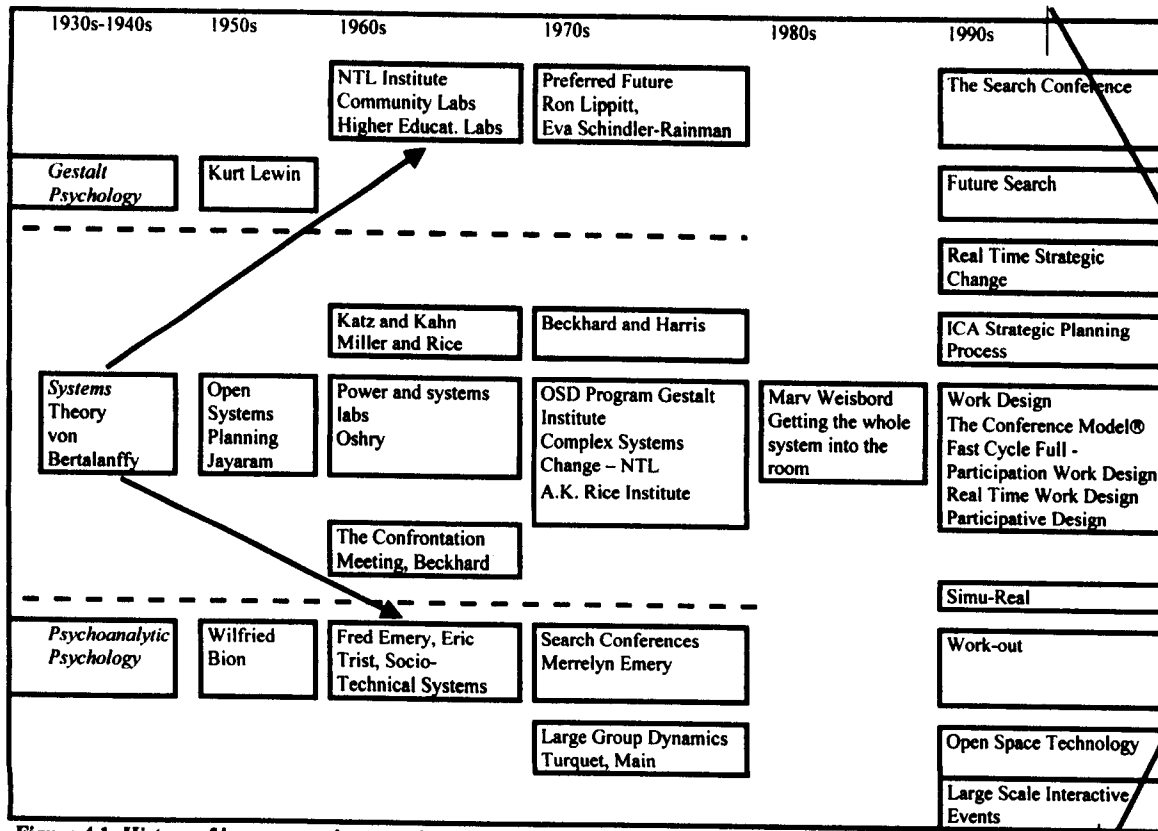 1930s-1940s 1950s 1960s 1970s 1980s 1990s
NTL Institute
Community Labs
Higher Educat. Labs
Preferred Future
Ron Lippitt,
Eva Schindler-Rainman
The Search Conference
Gestalt
Psychology
Kurt Lewin
Future Search
Real Time Strategic
Change
Katz and Kahn
Miller and Rice
Beckhard and Harris
ICA Strategic Planning
Process
Systems
Theory
von
Bertalanffy
Open
Systems
Planning
Jayaram
Power and systems
labs
Oshry
OSD Program Gestalt
Institute
Complex Systems
Change – NTL
A.K. Rice Institute
Marv Weisbord
Getting the whole
system into the
room
Work Design
The Conference Model®
Fast Cycle Full -
Participation Work Design
Real Time Work Design
Participative Design
The Confrontation
Meeting, Beckhard
Simu-Real
Psychoanalytic
Psychology
Wilfried
Bion
Fred Emery, Eric
Trist, Socio-
Technical Systems
Search Conferences
Merrelyn Emery
Work-out
Large Group Dynamics
Turquet, Main
Open Space Technology
Large Scale Interactive
Events